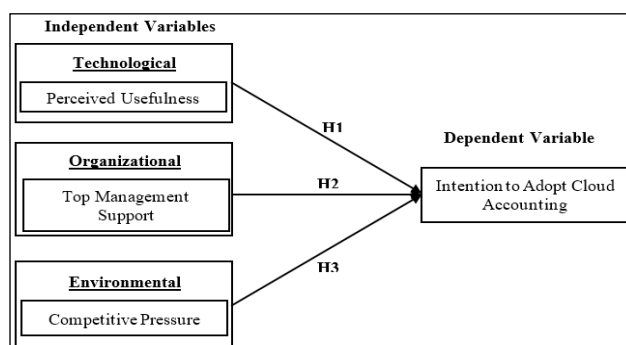 Independent Variables
Technological
Perceived Usefulness
H1
Dependent Variable
Organizational
Top Management
Support
H2
Intention to Adopt Cloud
Accounting
Environmental
Competitive Pressure
H3